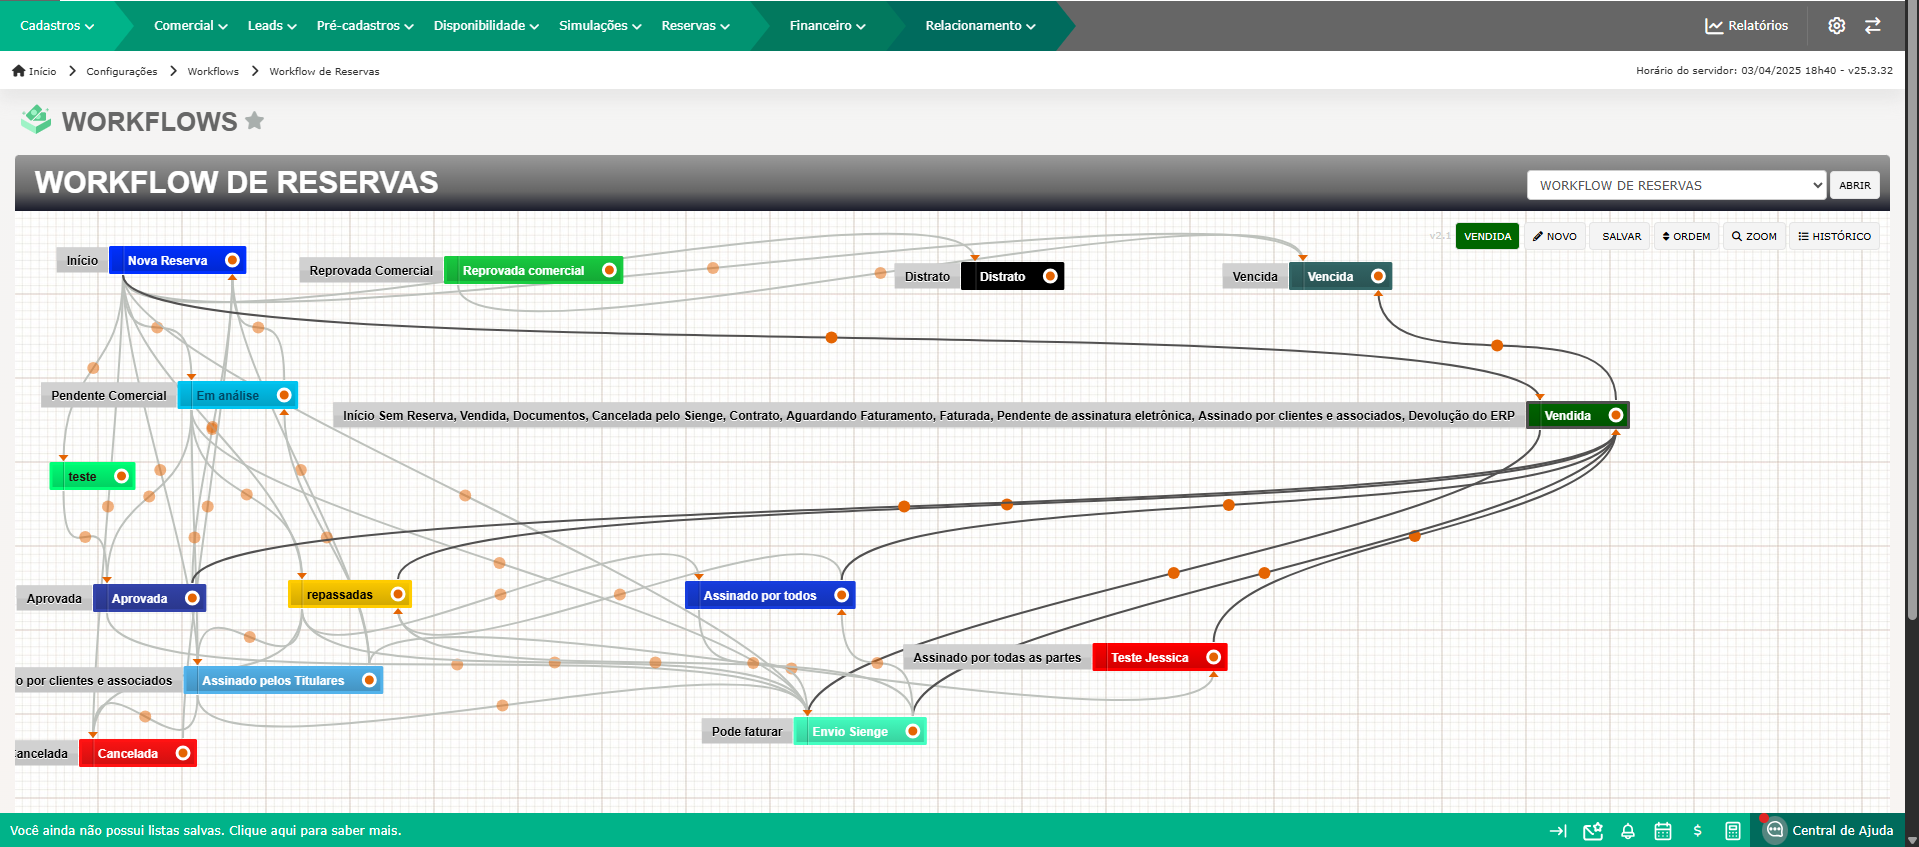 Cadastros Comercial Leads Pré-cadastros Disponibilidade Simulações Reservas Financeiro Relacionamento Relatórios
Início Configurações Workflows Workflow de Reservas Horário do servidor: 03/04/2025 18h40 - v25.3.32
WORKFLOWS
WORKFLOW DE RESERVAS WORKFLOW DE RESERVAS ABRIR
v2.1 VENDIDA NOVO SALVAR ORDEM ZOOM HISTÓRICO
Início Nova Reserva
Reprovada Comercial Reprovada comercial
Distrato Distrato
Vencida Vencida
Pendente Comercial Em análise
Início Sem Reserva, Vendida, Documentos, Cancelada pelo Sienge, Contrato, Aguardando Faturamento, Faturada, Pendente de assinatura eletrônica, Assinado por clientes e associados, Devolução do ERP Vendida
teste
Aprovada Aprovada
repassadas
Assinado por todos
Assinado por todas as partes Teste Jessica
o por clientes e associados Assinado pelos Titulares
Pode faturar Envio Sienge
ancelada Cancelada
Você ainda não possui listas salvas. Clique aqui para saber mais. Central de Ajuda